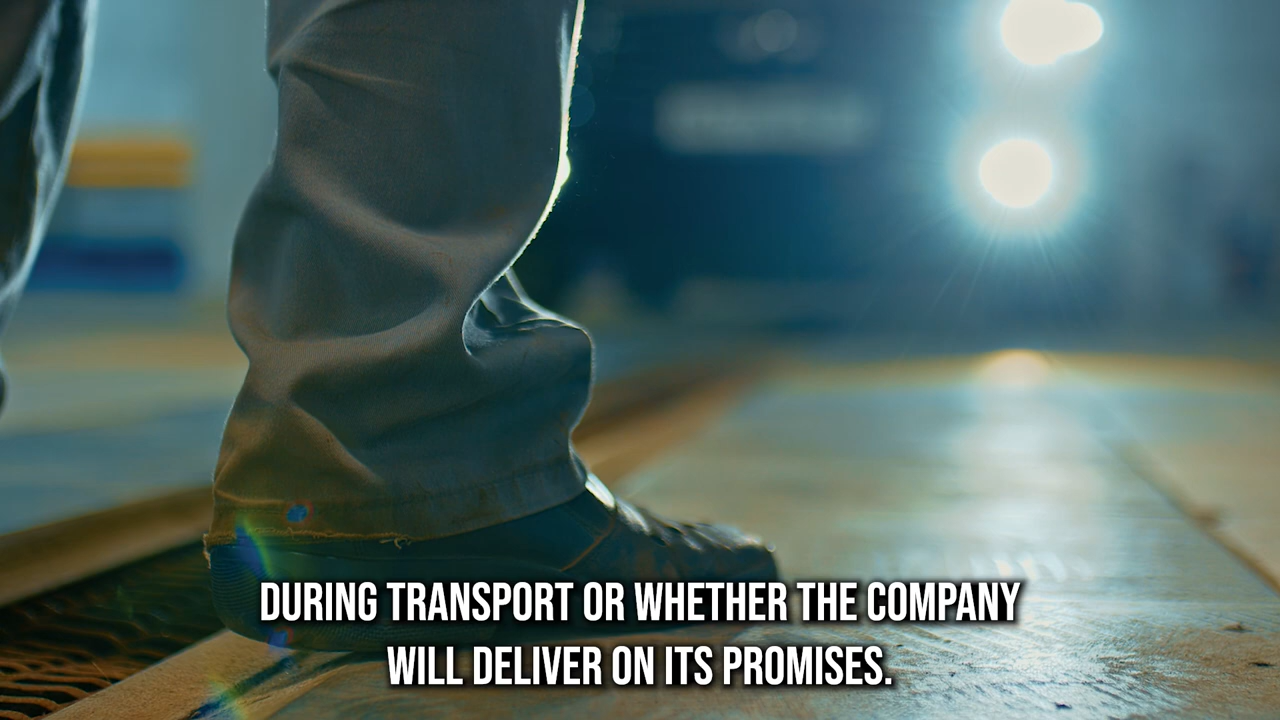 DURING TRANSPORT OR WHETHER THE COMPANY
WILL DELIVER ON ITS PROMISES.